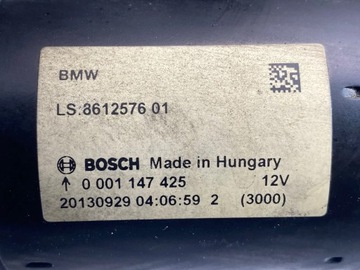 BMW
LS:8612576 01
BOSCH Made in Hungary
↑ 0 001 147 425 12V
20130929 04:06:59 2 (3000)